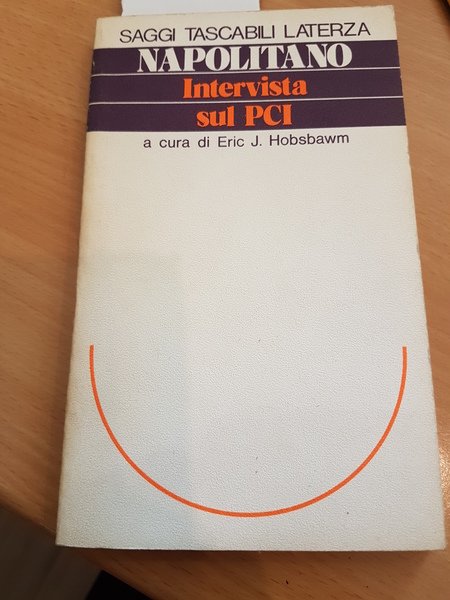 SAGGI TASCABILI LATERZA
NAPOLITANO
Intervista
sul PCI
a cura di Eric J. Hobsbawm